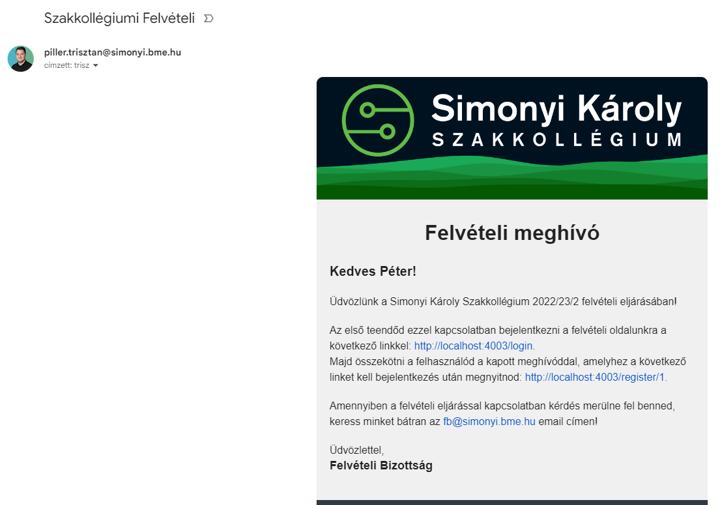 Szakkollégiumi Felvételi
piller.trisztan@simonyi.bme.hu
címzett: trisz
Simonyi Károly
SZAKKOLLÉGIUM
Felvételi meghívó
Kedves Péter!
Üdvözlünk a Simonyi Károly Szakkollégium 2022/23/2 felvételi eljárásában!
Az első teendőd ezzel kapcsolatban bejelentkezni a felvételi oldalunkra a
következő linkkel: http://localhost:4003/login.
Majd összekötni a felhasználód a kapott meghívóddal, amelyhez a következő
linket kell bejelentkezés után megnyitnod: http://localhost:4003/register/1.
Amennyiben a felvételi eljárással kapcsolatban kérdés merülne fel benned,
keress minket bátran az fb@simonyi.bme.hu email címen!
Üdvözlettel,
Felvételi Bizottság